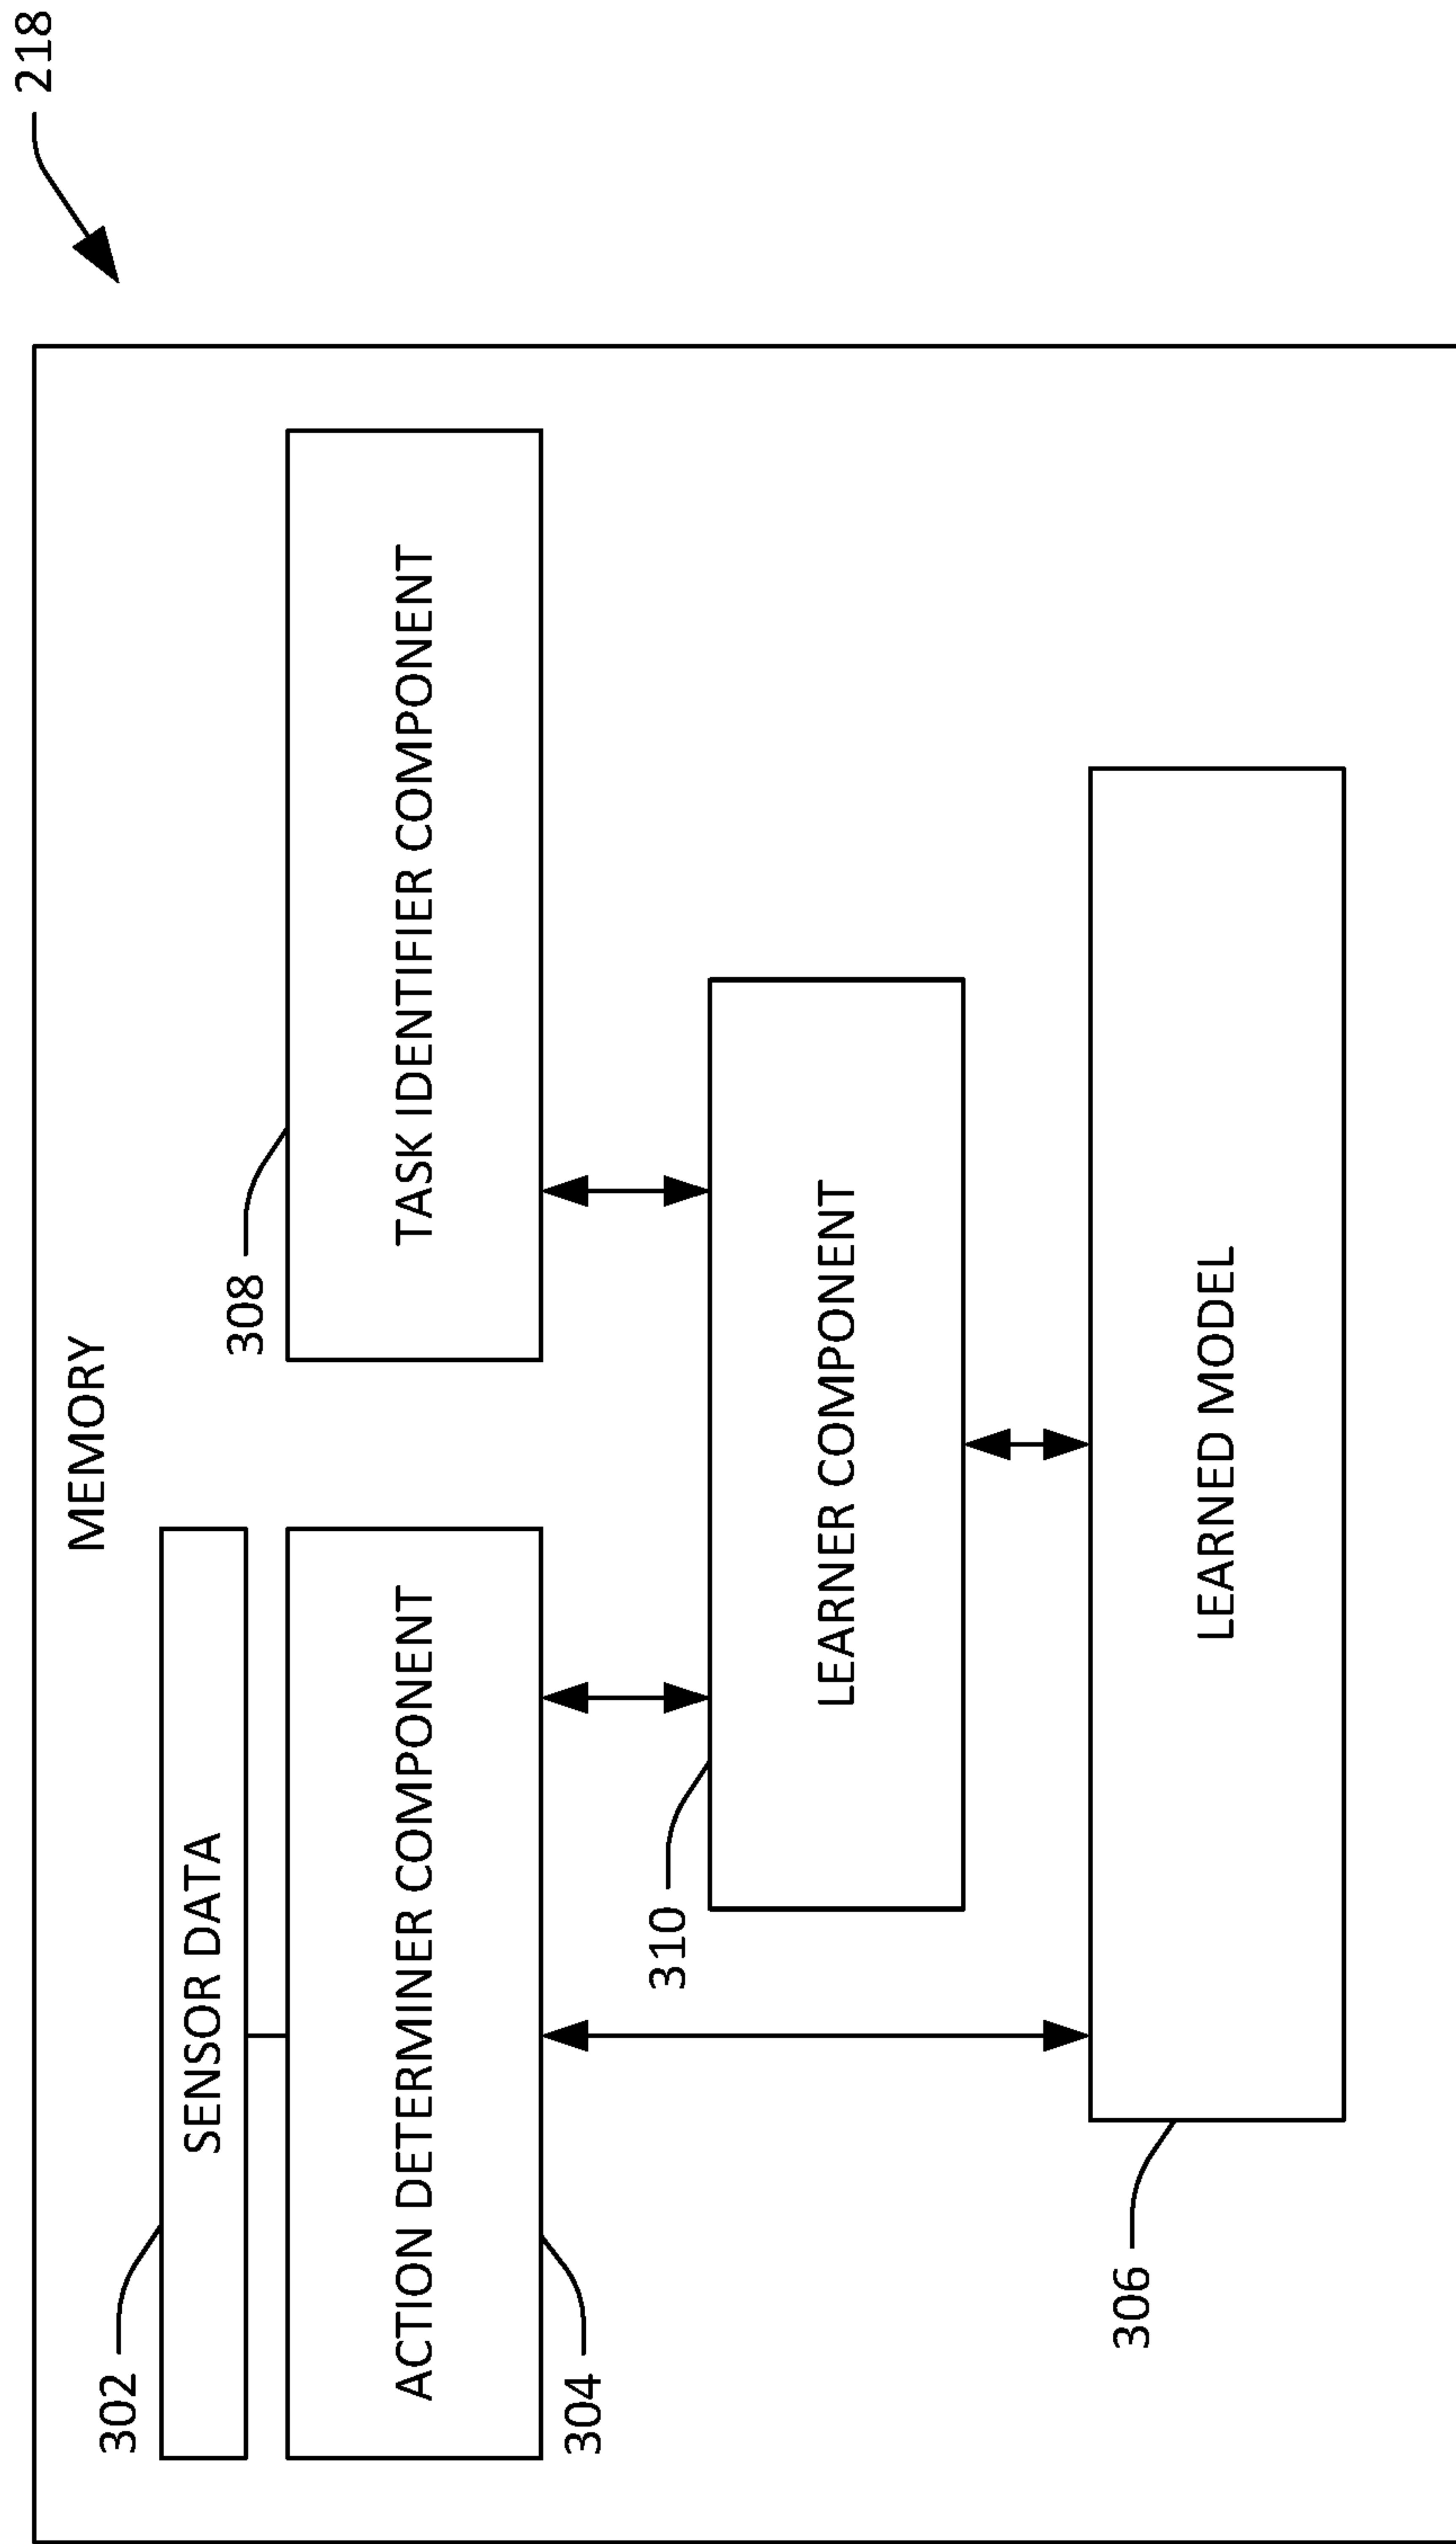 218
MEMORY
302
SENSOR DATA
308
ACTION DETERMINER COMPONENT
TASK IDENTIFIER COMPONENT
304
310
LEARNER COMPONENT
306
LEARNED MODEL